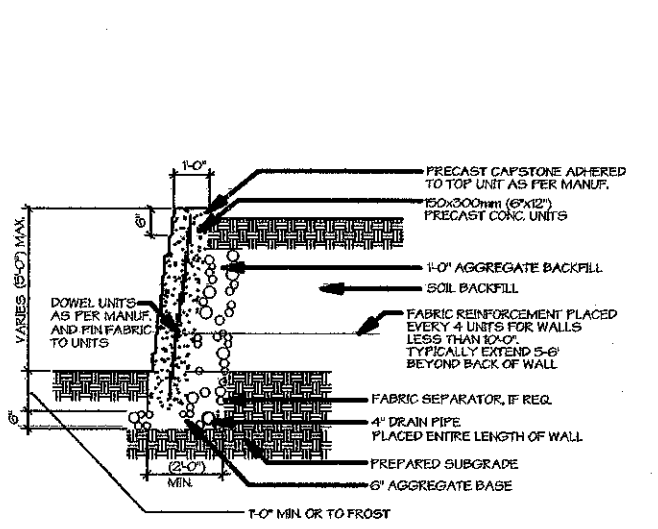 1'-0"
PRECAST CAPSTONE ADHERED
TO TOP UNIT AS PER MANUF.
150x300mm (6"x12")
PRECAST CONC. UNITS
6"
1'-0" AGGREGATE BACKFILL
SOIL BACKFILL
VARIES (5'-0") MAX.
DOWEL UNITS
AS PER MANUF.
AND PIN FABRIC
TO UNITS
FABRIC REINFORCEMENT PLACED
EVERY 4 UNITS FOR WALLS
LESS THAN 10'-0".
TYPICALLY EXTEND 5-6'
BEYOND BACK OF WALL
FABRIC SEPARATOR, IF REQ.
6"
4" DRAIN PIPE
PLACED ENTIRE LENGTH OF WALL
PREPARED SUBGRADE
(2'-0")
MIN.
6" AGGREGATE BASE
1'-0" MIN. OR TO FROST